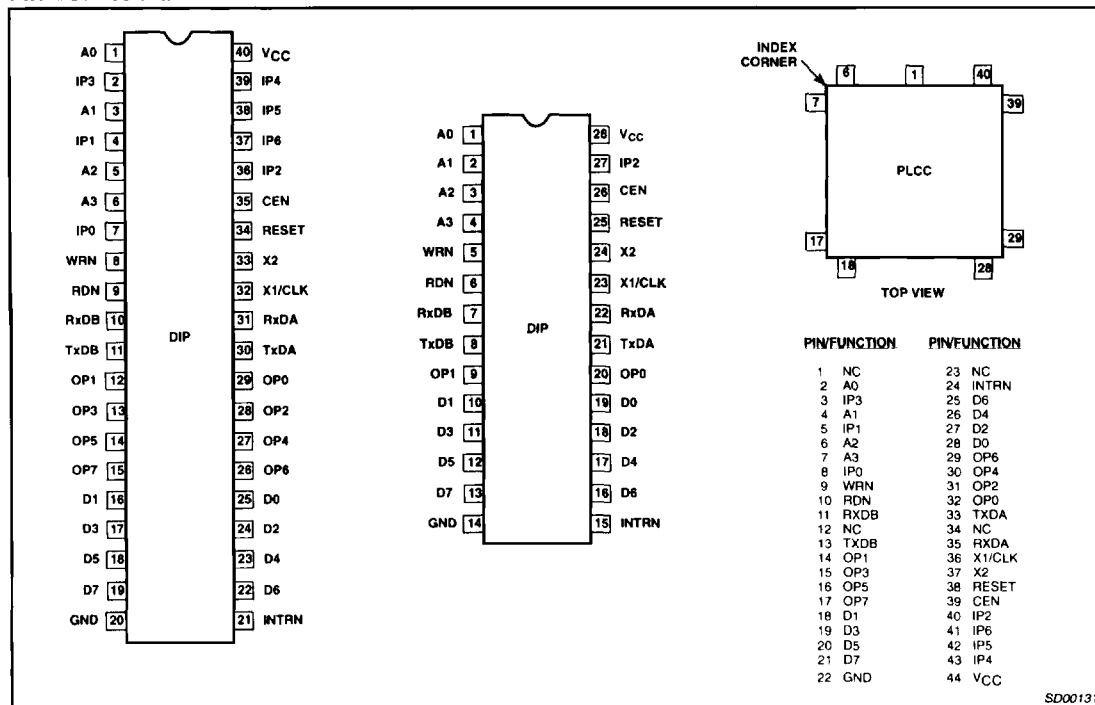 A0 1 40 VCC
IP3 2 39 IP4
A1 3 38 IP5
IP1 4 37 IP6
A2 5 36 IP2
A3 6 35 CEN
IP0 7 34 RESET
WRN 8 33 X2
RDN 9 32 X1/CLK
RxDB 10 31 RxDA
DIP
TxDB 11 30 TxDA
OP1 12 29 OP0
OP3 13 28 OP2
OP5 14 27 OP4
OP7 15 26 OP6
D1 16 25 D0
D3 17 24 D2
D5 18 23 D4
D7 19 22 D6
GND 20 21 INTRN
A0 1 28 VCC
A1 2 27 IP2
A2 3 26 CEN
A3 4 25 RESET
WRN 5 24 X2
RDN 6 23 X1/CLK
RxDB 7 22 RxDA
DIP
TxDB 8 21 TxDA
OP1 9 20 OP0
D1 10 19 D0
D3 11 18 D2
D5 12 17 D4
D7 13 16 D6
GND 14 15 INTRN
INDEX
CORNER
6 1 40
7 39
PLCC
17 29
18 28
TOP VIEW
PIN/FUNCTION PIN/FUNCTION
1 NC 23 NC
2 A0 24 INTRN
3 IP3 25 D6
4 A1 26 D4
5 IP1 27 D2
6 A2 28 D0
7 A3 29 OP6
8 IP0 30 OP4
9 WRN 31 OP2
10 RDN 32 OP0
11 RXDB 33 TXDA
12 NC 34 NC
13 TXDB 35 RXDA
14 OP1 36 X1/CLK
15 OP3 37 X2
16 OP5 38 RESET
17 OP7 39 CEN
18 D1 40 IP2
19 D3 41 IP6
20 D5 42 IP5
21 D7 43 IP4
22 GND 44 VCC
SD00131